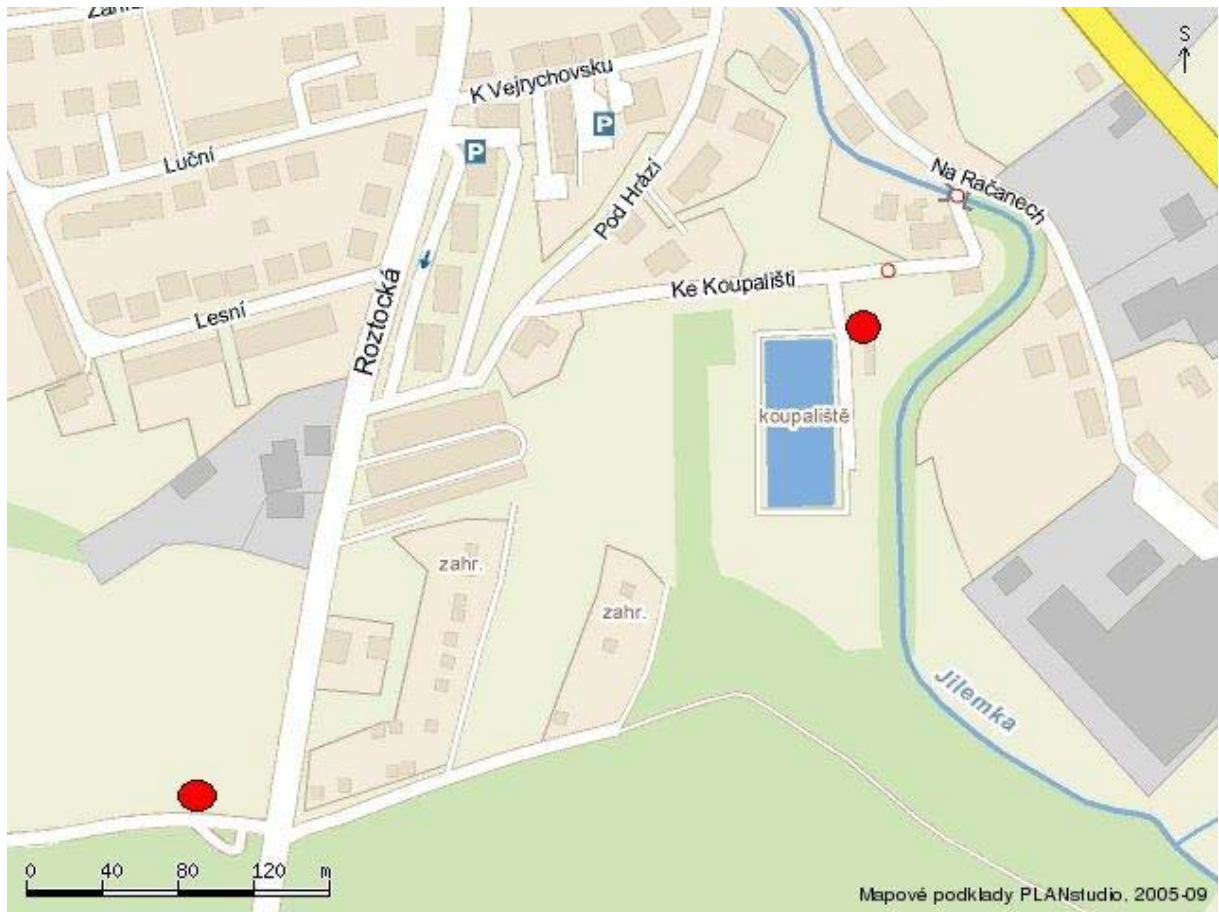 S
K Vejrychovsku
P
P
Luční
Na Račanech
Pod Hrází
Ke Koupališti
Lesní
Roztocká
koupaliště
zahr.
zahr.
Jilemka
0 40 80 120 m
Mapové podklady PLANstudio, 2005-09